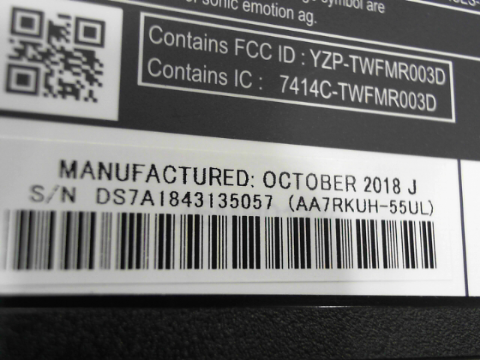 symbol are
of sonic emotion ag.
Contains FCC ID : YZP-TWFMR003D
Contains IC : 7414C-TWFMR003D
MANUFACTURED: OCTOBER 2018 J
S/N DS7A1843135057 (AA7RKUH-55UL)